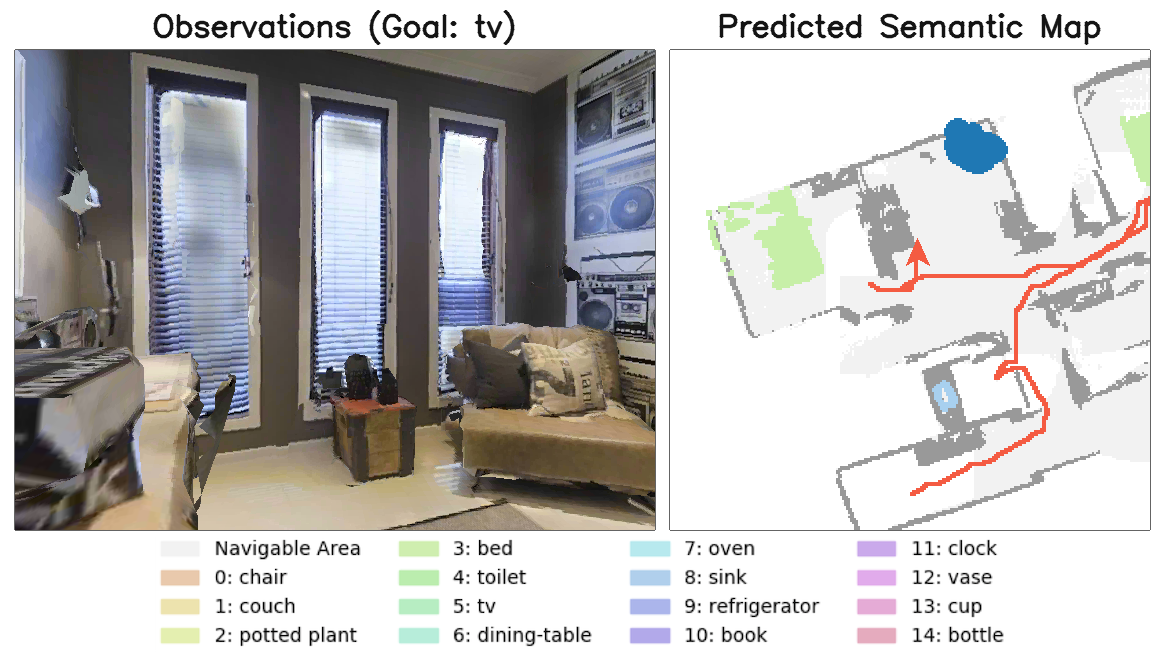 Observations (Goal: tv)
Predicted Semantic Map
Navigable Area
0: chair
1: couch
2: potted plant
3: bed
4: toilet
5: tv
6: dining-table
7: oven
8: sink
9: refrigerator
10: book
11: clock
12: vase
13: cup
14: bottle